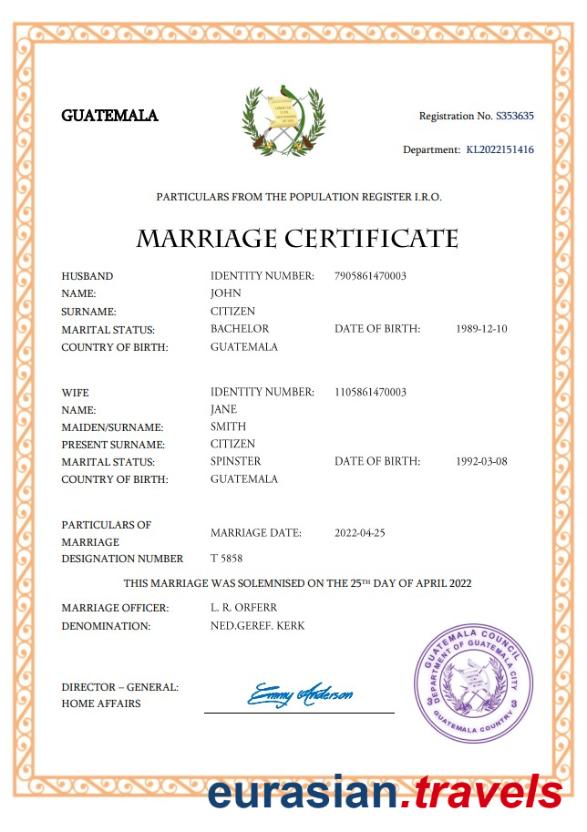 GUATEMALA
Registration No. S353635
Department: KL2022151416
PARTICULARS FROM THE POPULATION REGISTER I.R.O.
MARRIAGE CERTIFICATE
HUSBAND IDENTITY NUMBER: 7905861470003
NAME: JOHN
SURNAME: CITIZEN
MARITAL STATUS: BACHELOR DATE OF BIRTH: 1989-12-10
COUNTRY OF BIRTH: GUATEMALA
WIFE IDENTITY NUMBER: 1105861470003
NAME: JANE
MAIDEN/SURNAME: SMITH
PRESENT SURNAME: CITIZEN
MARITAL STATUS: SPINSTER DATE OF BIRTH: 1992-03-08
COUNTRY OF BIRTH: GUATEMALA
PARTICULARS OF
MARRIAGE MARRIAGE DATE: 2022-04-25
DESIGNATION NUMBER T 5858
THIS MARRIAGE WAS SOLEMNISED ON THE 25TH DAY OF APRIL 2022
MARRIAGE OFFICER: L. R. ORFERR
DENOMINATION: NED.GEREF. KERK
GUATEMALA COUNCIL
DEPARTMENT OF GUATEMALA CITY
3 3
GUATEMALA COUNTRY
DIRECTOR – GENERAL: Emmy Anderson
HOME AFFAIRS
eurasian.travels